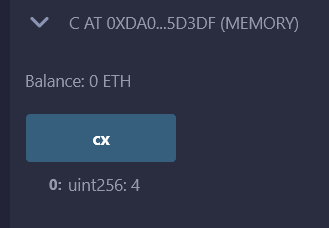 C AT 0XDA0...5D3DF (MEMORY)
Balance: 0 ETH
cx
0: uint256: 4